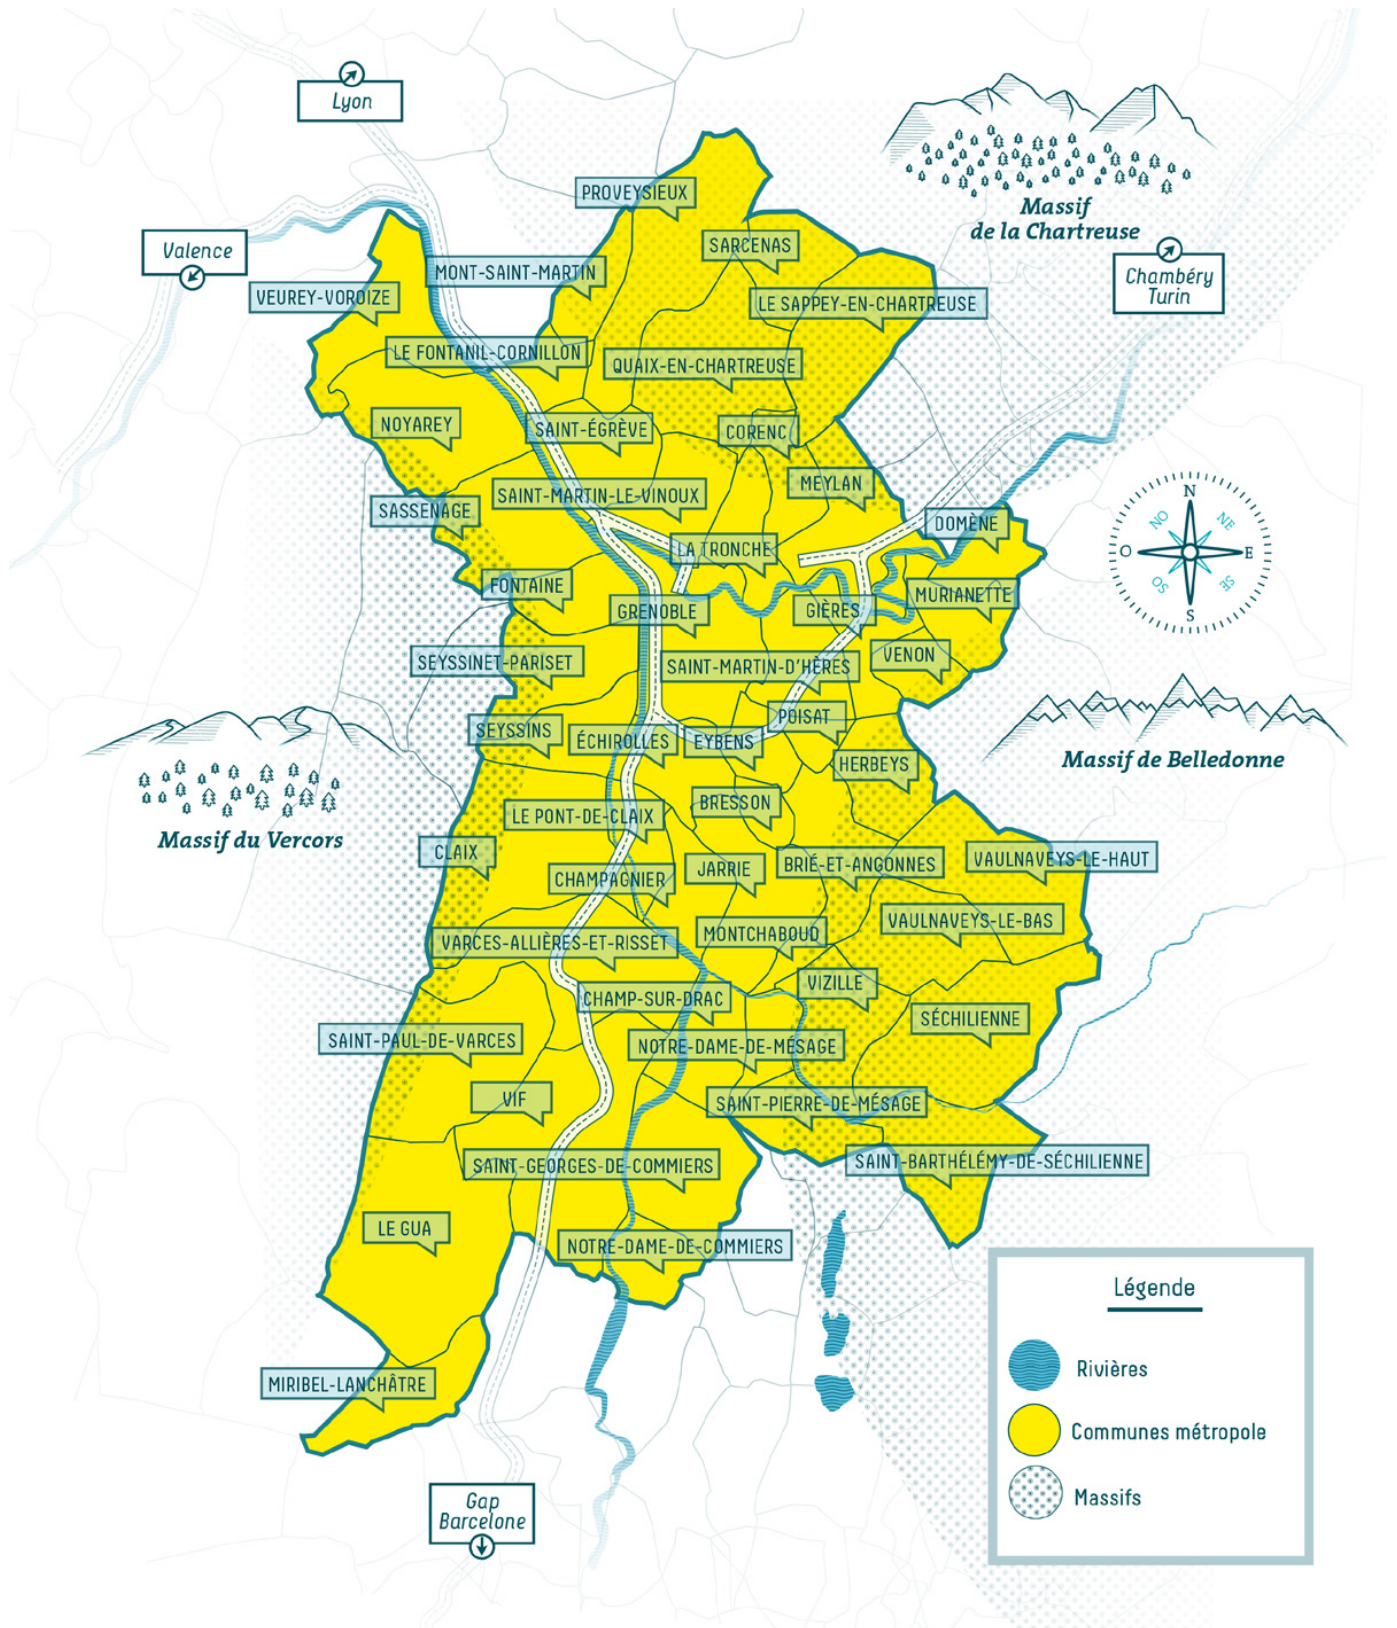 Lyon
PROVEYSIEUX
Massif
de la Chartreuse
SARCENAS
Valence
Chambéry
Turin
MONT-SAINT-MARTIN
VEUREY-VOROIZE
LE SAPPEY-EN-CHARTREUSE
LE FONTANIL-CORNILLON
QUAIX-EN-CHARTREUSE
NOYAREY
SAINT-ÉGRÈVE
CORENC
MEYLAN
SAINT-MARTIN-LE-VINOUX
N
NO
NE
O
E
SO
SE
S
SASSENAGE
DOMÈNE
LA TRONCHE
FONTAINE
MURIANETTE
GRENOBLE
GIÈRES
SEYSSINET-PARISET
SAINT-MARTIN-D'HÈRES
VENON
POISAT
SEYSSINS
ÉCHIROLLES
EYBENS
HERBEYS
Massif de Belledonne
BRESSON
LE PONT-DE-CLAIX
Massif du Vercors
CLAIX
VAULNAVEYS-LE-HAUT
BRIÉ-ET-ANGONNES
JARRIE
CHAMPAGNIER
VAULNAVEYS-LE-BAS
MONTCHABOUD
VARCES-ALLIÈRES-ET-RISSET
VIZILLE
CHAMP-SUR-DRAC
SÉCHILIENNE
SAINT-PAUL-DE-VARCES
NOTRE-DAME-DE-MÉSAGE
VIF
SAINT-PIERRE-DE-MÉSAGE
SAINT-GEORGES-DE-COMMIERS
SAINT-BARTHÉLÉMY-DE-SÉCHILIENNE
LE GUA
NOTRE-DAME-DE-COMMIERS
Légende
Rivières
MIRIBEL-LANCHÂTRE
Communes métropole
Massifs
Gap
Barcelone